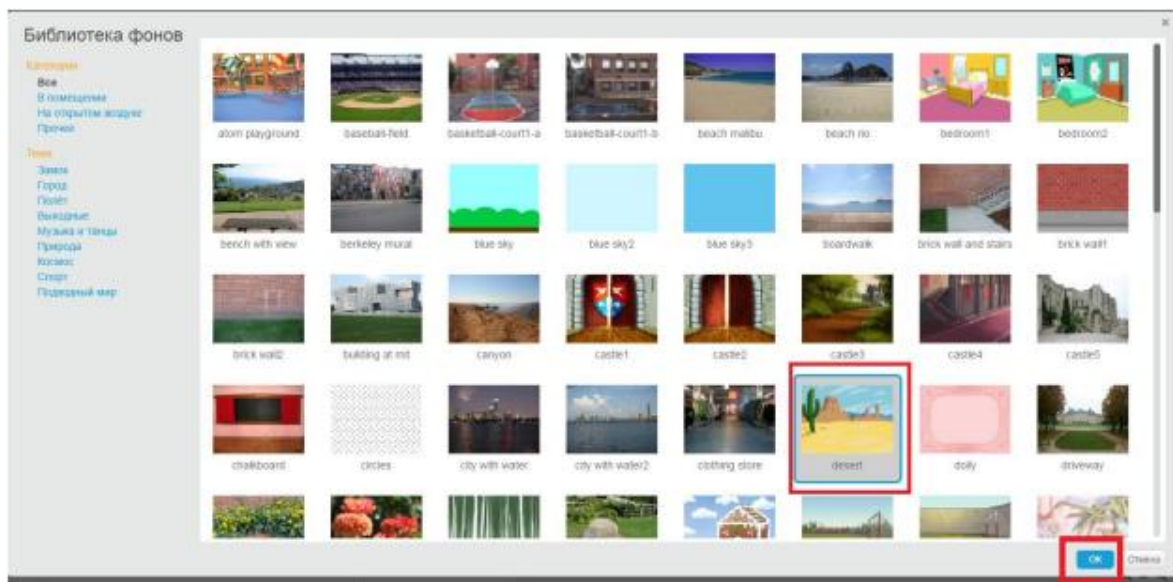 Библиотека фонов
Категории
Все
В помещении
На открытом воздухе
Прочее
Тема
Замок
Город
Полёт
Выходные
Музыка и танцы
Природа
Космос
Спорт
Подводный мир
atom playground baseball-field basketball-court1-a basketball-court1-b beach malibu beach rio bedroom1 bedroom2
bench with view berkeley mural blue sky blue sky2 blue sky3 boardwalk brick wall and stairs brick wall1
brick wall2 building at mit canyon castle1 castle2 castle3 castle4 castle5
chalkboard circles city with water city with water2 clothing store desert doily driveway
OK Отмена